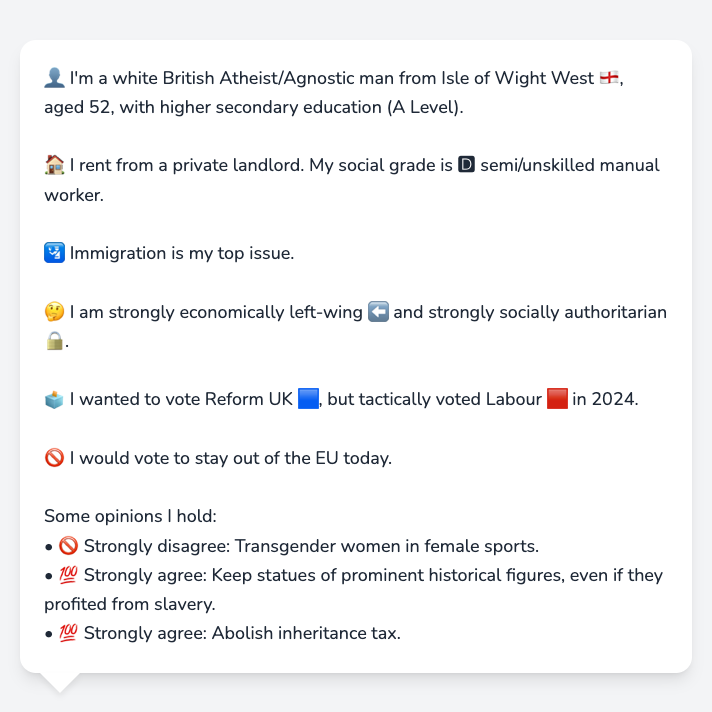 👤 I'm a white British Atheist/Agnostic man from Isle of Wight West 🏴󠁧󠁢󠁥󠁮󠁧󠁿,
aged 52, with higher secondary education (A Level).
🏠 I rent from a private landlord. My social grade is D semi/unskilled manual
worker.
🛂 Immigration is my top issue.
🤔 I am strongly economically left-wing ⬅️ and strongly socially authoritarian
🔒.
🗳️ I wanted to vote Reform UK 🟦, but tactically voted Labour 🟥 in 2024.
🚫 I would vote to stay out of the EU today.
Some opinions I hold:
• 🚫 Strongly disagree: Transgender women in female sports.
• 💯 Strongly agree: Keep statues of prominent historical figures, even if they
profited from slavery.
• 💯 Strongly agree: Abolish inheritance tax.